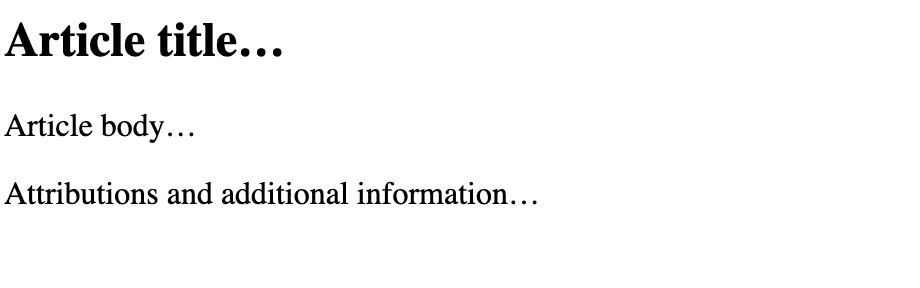 Article title…
Article body…
Attributions and additional information…